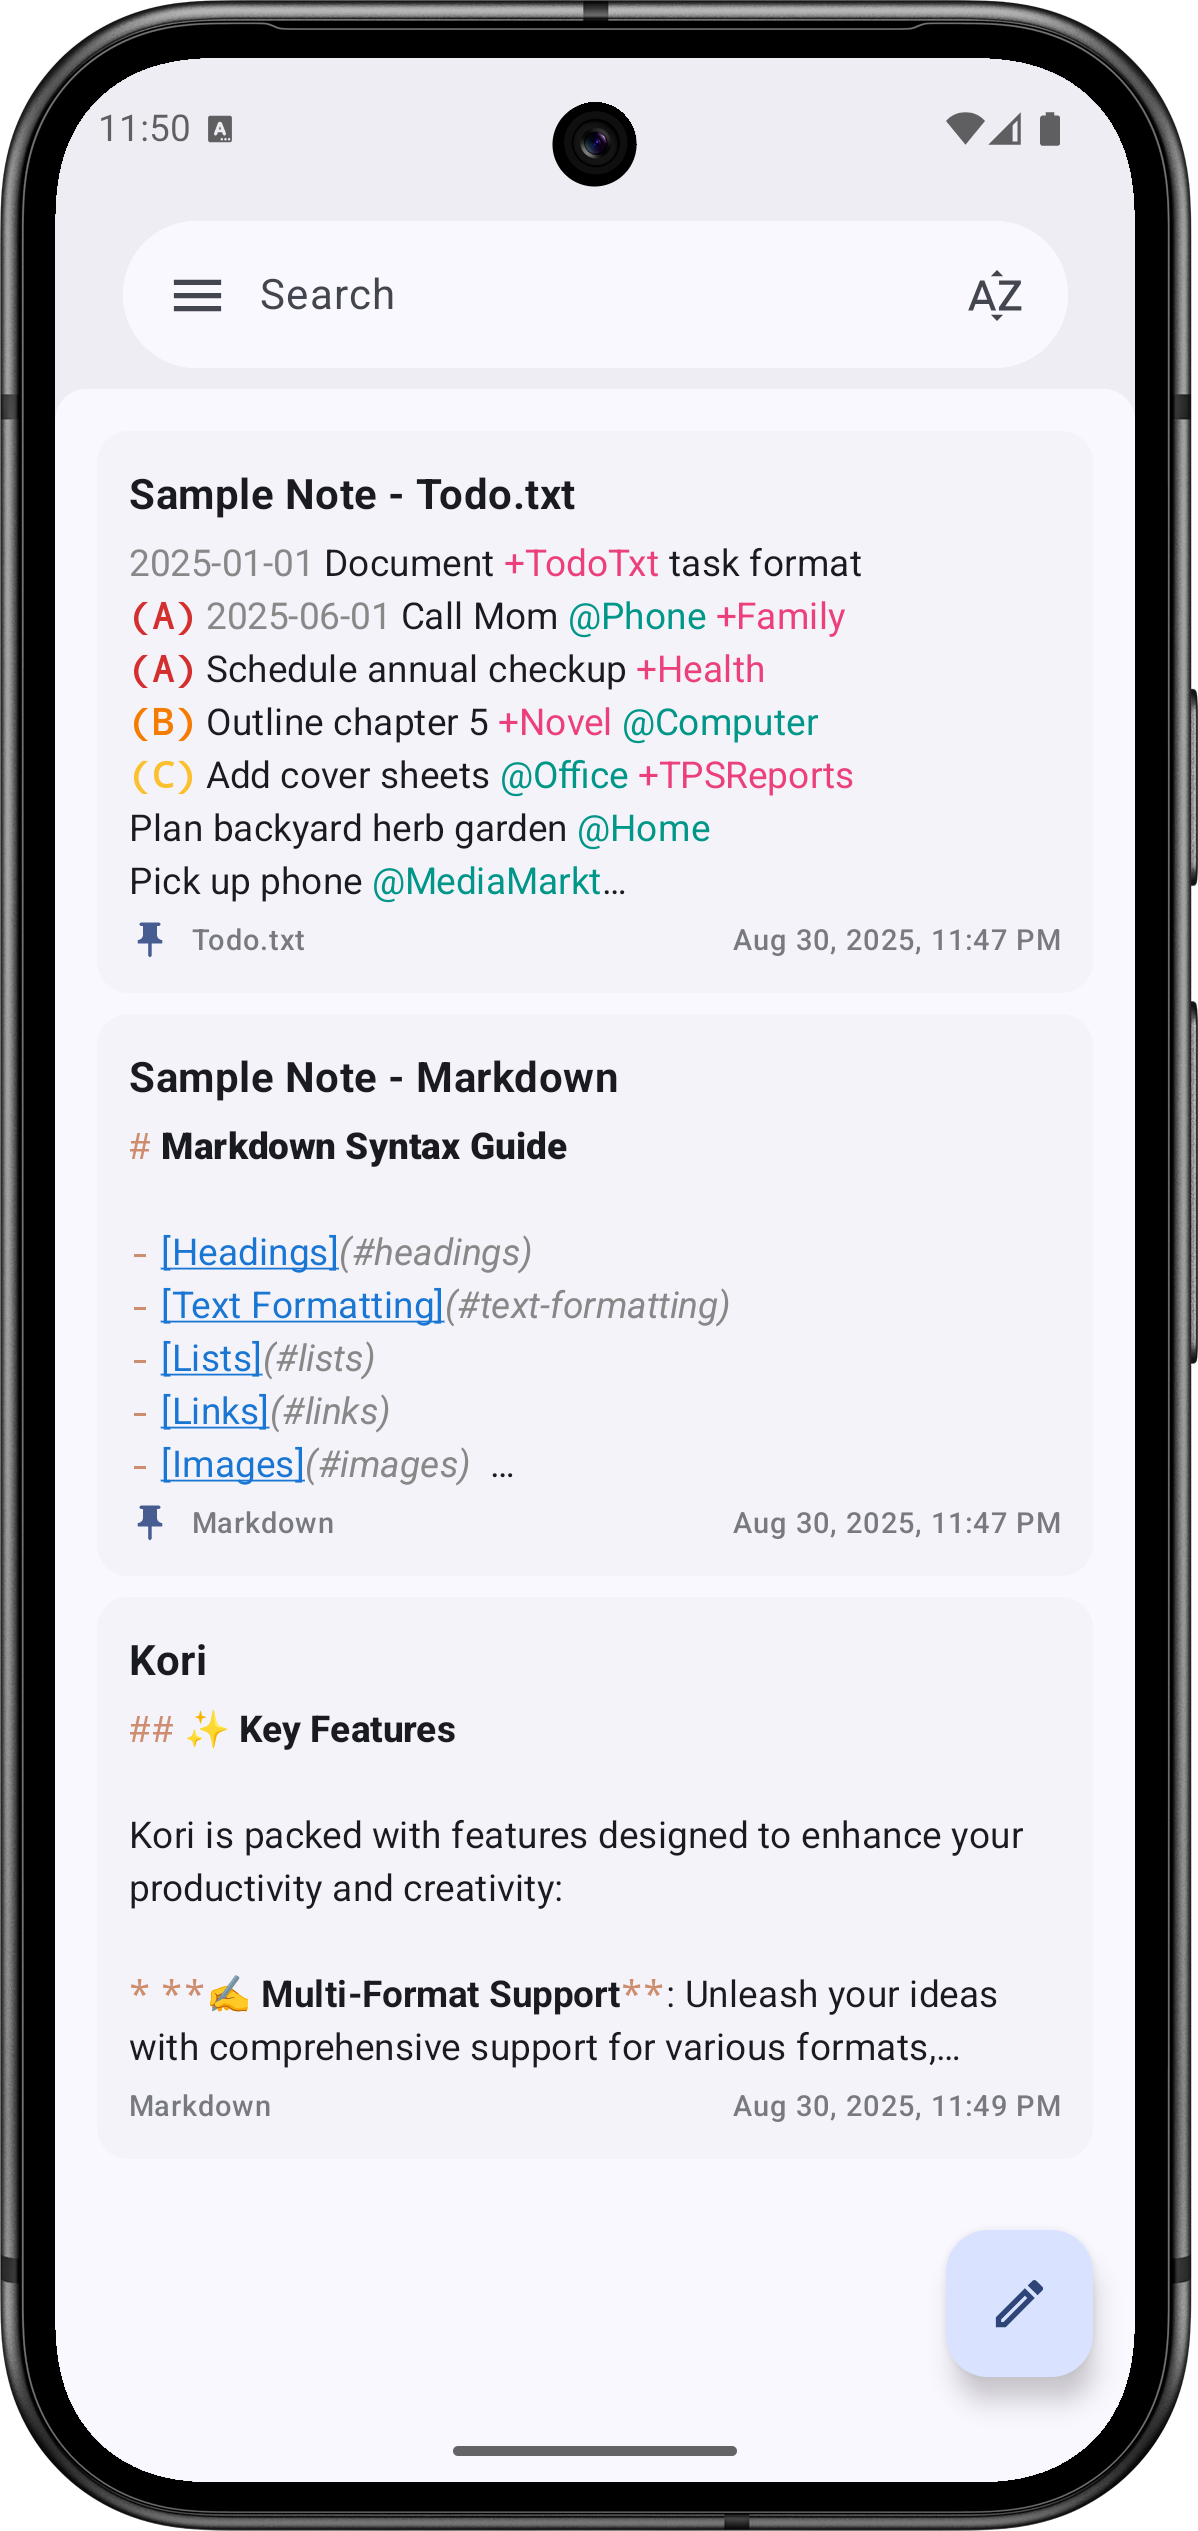 11:50 A
Search AZ
Sample Note - Todo.txt
2025-01-01 Document +TodoTxt task format
(A) 2025-06-01 Call Mom @Phone +Family
(A) Schedule annual checkup +Health
(B) Outline chapter 5 +Novel @Computer
(C) Add cover sheets @Office +TPSReports
Plan backyard herb garden @Home
Pick up phone @MediaMarkt…
Todo.txt Aug 30, 2025, 11:47 PM
Sample Note - Markdown
# Markdown Syntax Guide
- [Headings](#headings)
- [Text Formatting](#text-formatting)
- [Lists](#lists)
- [Links](#links)
- [Images](#images) …
Markdown Aug 30, 2025, 11:47 PM
Kori
## ✨ Key Features
Kori is packed with features designed to enhance your
productivity and creativity:
* **✍️ Multi-Format Support**: Unleash your ideas
with comprehensive support for various formats,…
Markdown Aug 30, 2025, 11:49 PM